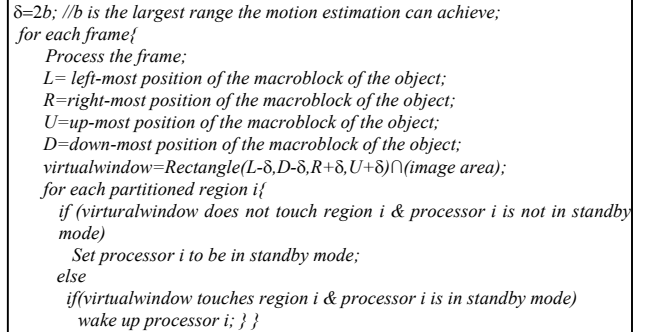 δ=2b; //b is the largest range the motion estimation can achieve;
for each frame{
Process the frame;
L= left-most position of the macroblock of the object;
R=right-most position of the macroblock of the object;
U=up-most position of the macroblock of the object;
D=down-most position of the macroblock of the object;
virtualwindow=Rectangle(L-δ,D-δ,R+δ,U+δ)∩(image area);
for each partitioned region i{
if (virturalwindow does not touch region i & processor i is not in standby
mode)
Set processor i to be in standby mode;
else
if(virtualwindow touches region i & processor i is in standby mode)
wake up processor i; } }